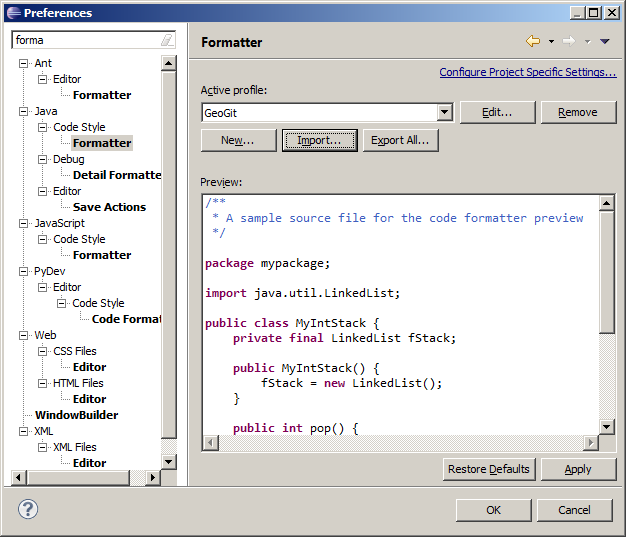 Preferences
forma
Ant
Editor
Formatter
Java
Code Style
Formatter
Debug
Detail Formatte
Editor
Save Actions
JavaScript
Code Style
Formatter
PyDev
Editor
Code Style
Code Format
Web
CSS Files
Editor
HTML Files
Editor
WindowBuilder
XML
XML Files
Editor
Formatter
Configure Project Specific Settings...
Active profile:
GeoGit
Edit...
Remove
New...
Import...
Export All...
Preview:
/**
* A sample source file for the code formatter preview
*/
package mypackage;
import java.util.LinkedList;
public class MyIntStack {
private final LinkedList fStack;
public MyIntStack() {
fStack = new LinkedList();
}
public int pop() {
Restore Defaults
Apply
?
OK
Cancel